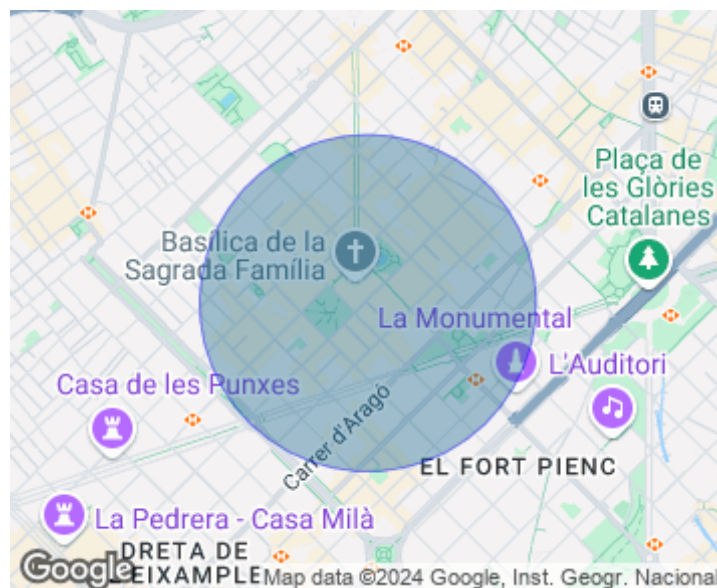 Plaça de
les Glòries
Catalanes
Basílica de la
Sagrada Família
La Monumental
L'Auditori
Casa de les Punxes
Carrer d'Aragó
EL FORT PIENC
La Pedrera - Casa Milà
DRETA DE
L'EIXAMPLE
Google
Map data ©2024 Google, Inst. Geogr. Nacional